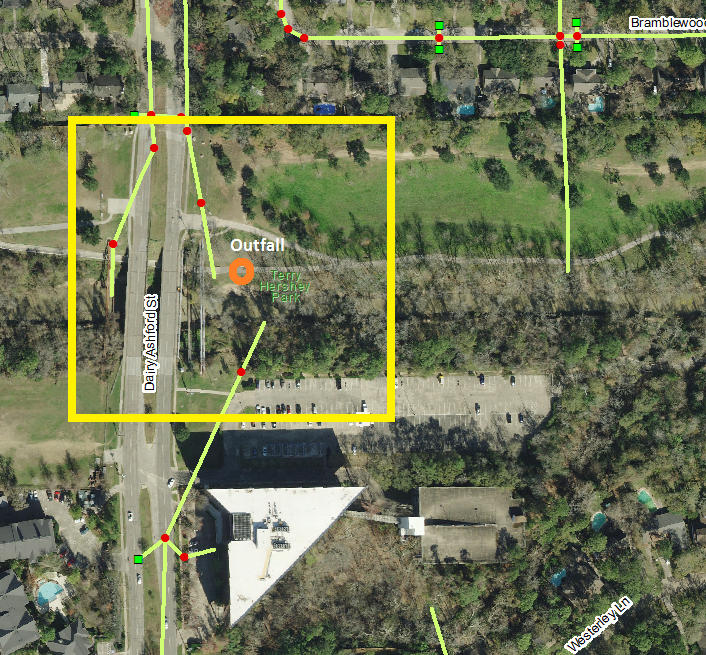 Bramblewood
Outfall
Terry
Hershey
Park
Dairy Ashford St
Westerley Ln